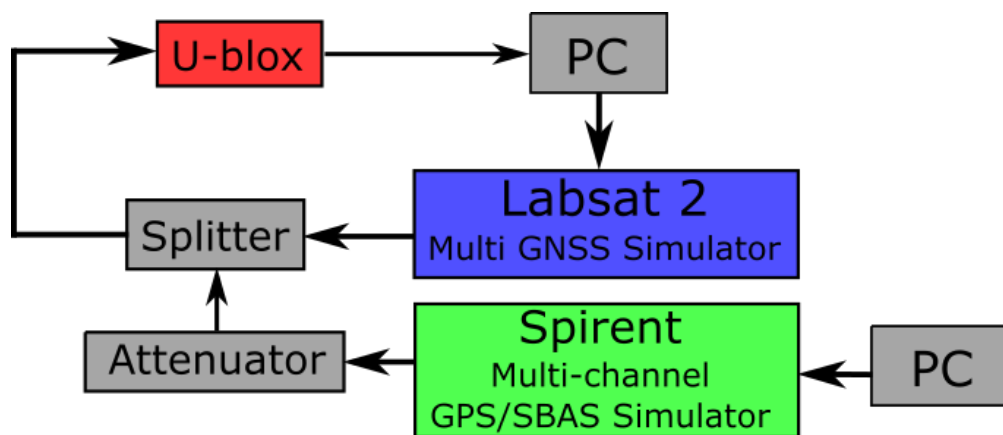 U-blox
PC
Labsat 2
Multi GNSS Simulator
Splitter
Spirent
Multi-channel
GPS/SBAS Simulator
Attenuator
PC